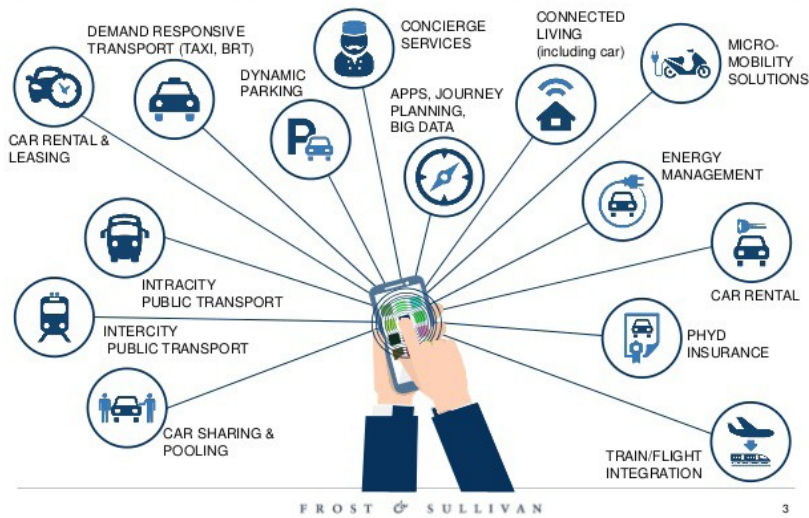 DEMAND RESPONSIVE
TRANSPORT (TAXI, BRT)
CONCIERGE
SERVICES
CONNECTED
LIVING
(including car)
MICRO-
MOBILITY
SOLUTIONS
DYNAMIC
PARKING
P
APPS, JOURNEY
PLANNING,
BIG DATA
CAR RENTAL &
LEASING
ENERGY
MANAGEMENT
INTRACITY
PUBLIC TRANSPORT
CAR RENTAL
INTERCITY
PUBLIC TRANSPORT
PHYD
INSURANCE
CAR SHARING &
POOLING
TRAIN/FLIGHT
INTEGRATION
FROST & SULLIVAN
3